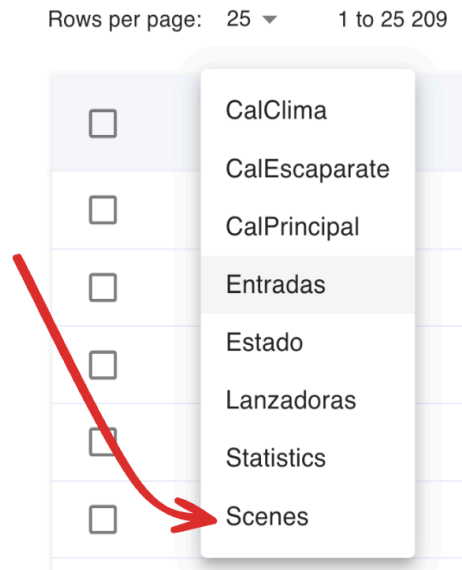 Rows per page: 25 1 to 25 209
CalClima
CalEscaparate
CalPrincipal
Entradas
Estado
Lanzadoras
Statistics
Scenes